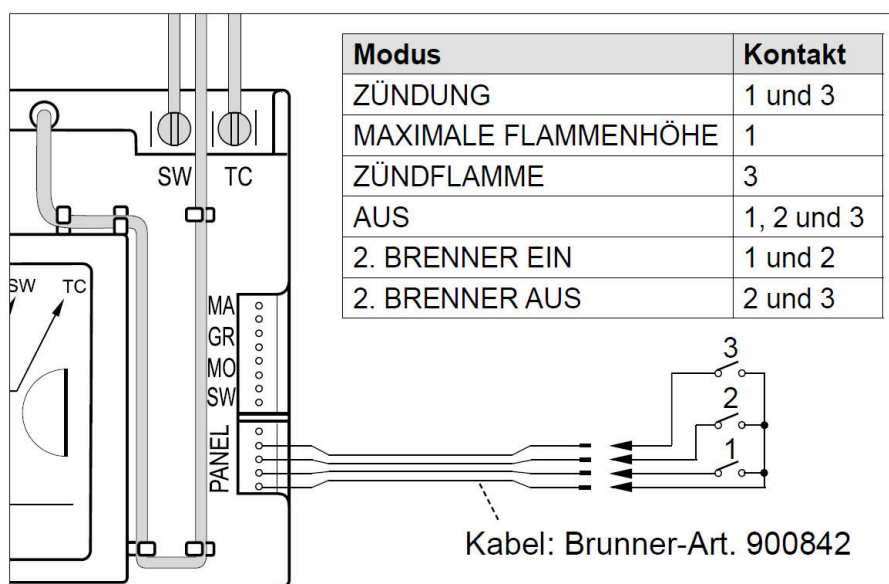 Modus Kontakt
ZÜNDUNG 1 und 3
MAXIMALE FLAMMENHÖHE 1
ZÜNDFLAMME 3
AUS 1, 2 und 3
2. BRENNER EIN 1 und 2
2. BRENNER AUS 2 und 3
SW TC
SW TC
MA
GR
MO
SW
PANEL
3
2
1
Kabel: Brunner-Art. 900842